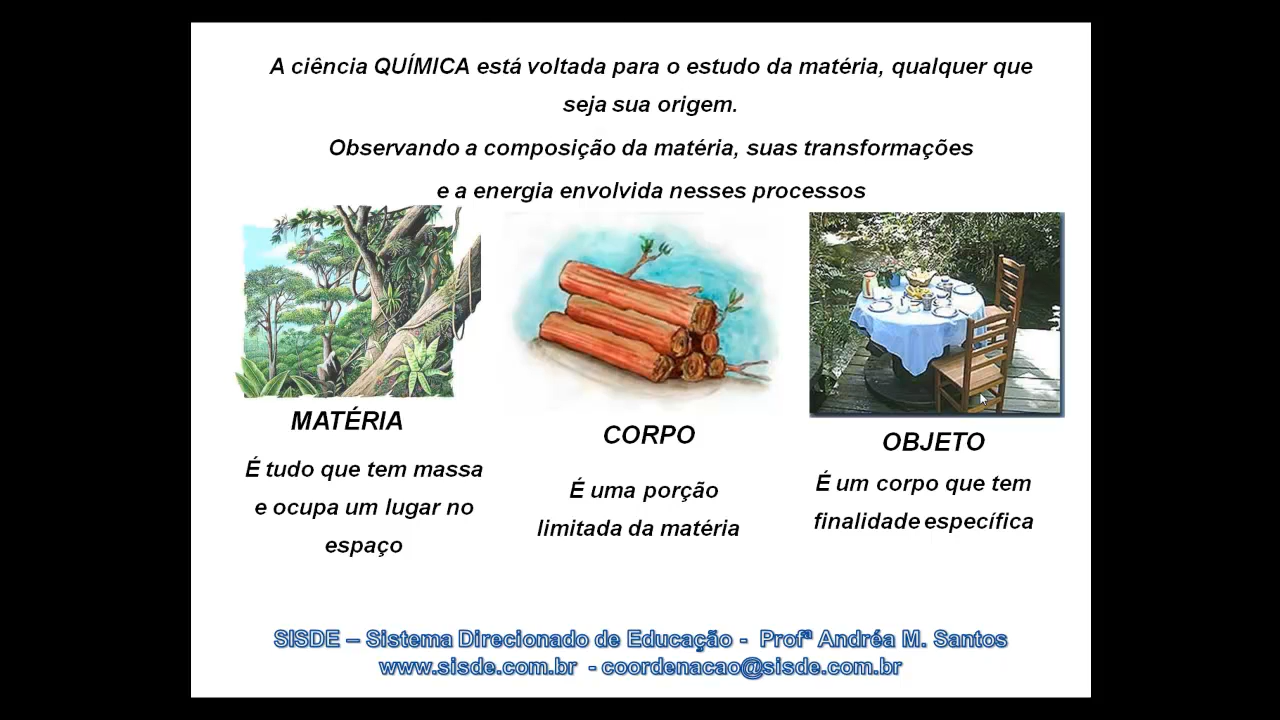 A ciência QUÍMICA está voltada para o estudo da matéria, qualquer que
seja sua origem.
Observando a composição da matéria, suas transformações
e a energia envolvida nesses processos
MATÉRIA
É tudo que tem massa
e ocupa um lugar no
espaço
CORPO
É uma porção
limitada da matéria
OBJETO
É um corpo que tem
finalidade específica
SISDE – Sistema Direcionado de Educação - Profª Andréa M. Santos
www.sisde.com.br - coordenacao@sisde.com.br